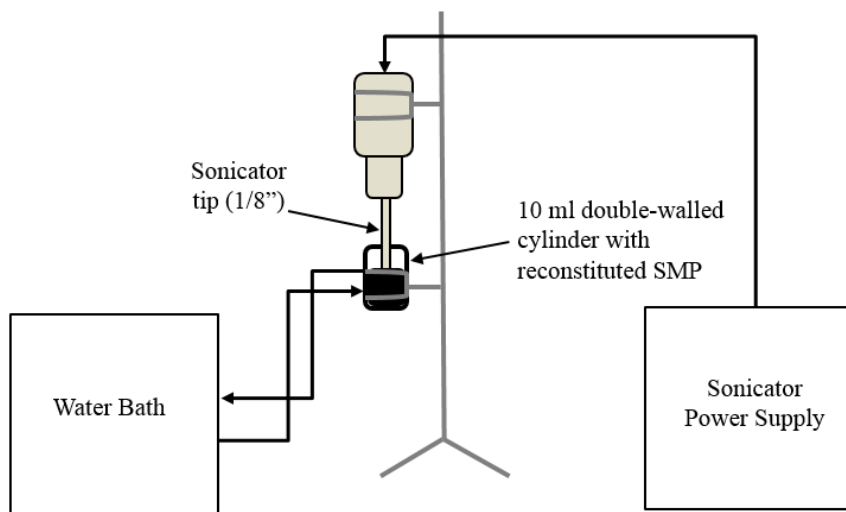 Sonicator
tip (1/8”)
10 ml double-walled
cylinder with
reconstituted SMP
Water Bath
Sonicator
Power Supply